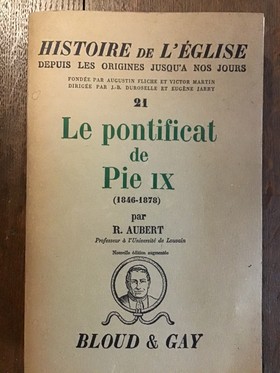 HISTOIRE DE L'ÉGLISE
DEPUIS LES ORIGINES JUSQU'A NOS JOURS
FONDÉE PAR AUGUSTIN FLICHE ET VICTOR MARTIN
DIRIGÉE PAR J.-B. DUROSELLE ET EUGÈNE JARRY
21
Le pontificat
de
Pie IX
(1846-1878)
par
R. AUBERT
Professeur à l'Université de Louvain
Nouvelle édition augmentée
BLOUD & GAY